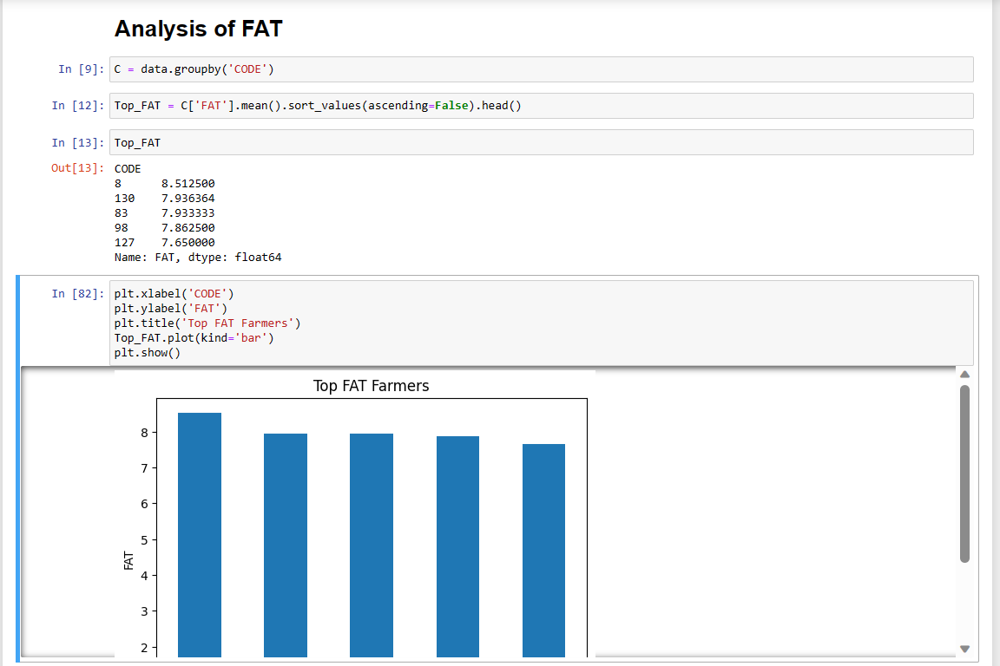 Analysis of FAT
In [9]: C = data.groupby('CODE')
In [12]: Top_FAT = C['FAT'].mean().sort_values(ascending=False).head()
In [13]: Top_FAT
Out[13]: CODE
8      8.512500
130    7.936364
83     7.933333
98     7.862500
127    7.650000
Name: FAT, dtype: float64
In [82]: plt.xlabel('CODE')
plt.ylabel('FAT')
plt.title('Top FAT Farmers')
Top_FAT.plot(kind='bar')
plt.show()
Top FAT Farmers
8
7
6
5
FAT
4
3
2